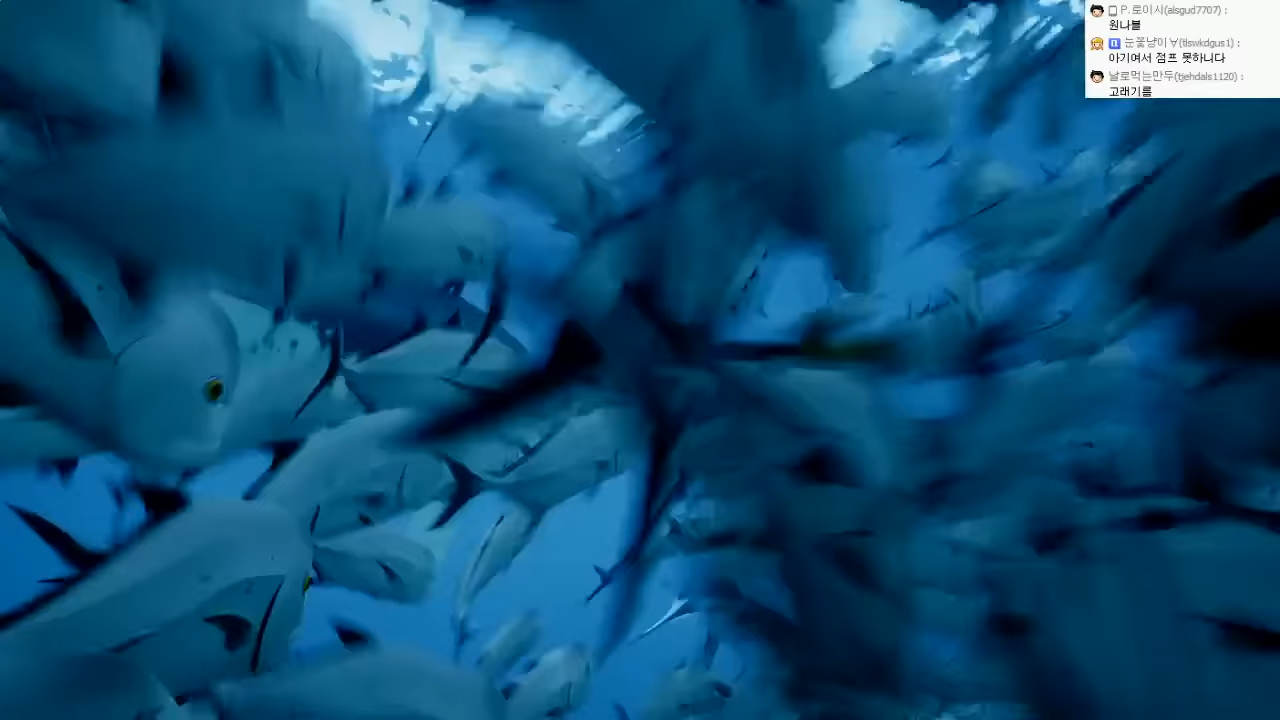 P.로이시(alsgud7707) :
원나블
눈꽃냥이∀(tlswkdgus1) :
아기여서 점프 못하니다
날로먹는만두(tjehdals1120) :
고래기름